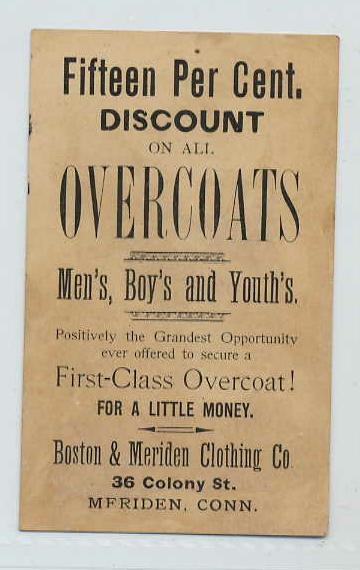 Fifteen Per Cent.
DISCOUNT
ON ALL
OVERCOATS
Men's, Boy's and Youth's.
Positively the Grandest Opportunity
ever offered to secure a
First-Class Overcoat!
FOR A LITTLE MONEY.
Boston & Meriden Clothing Co
36 Colony St.
MERIDEN, CONN.